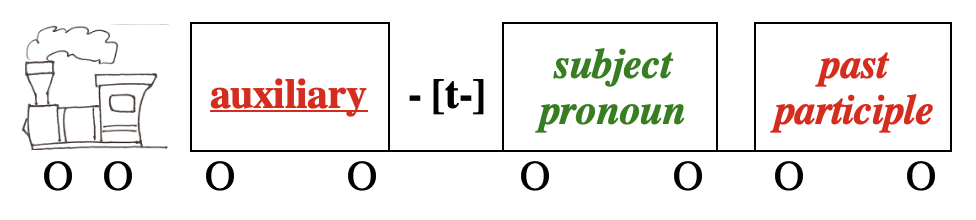 auxiliary - [t-] subject pronoun past participle
O O O O O O O O